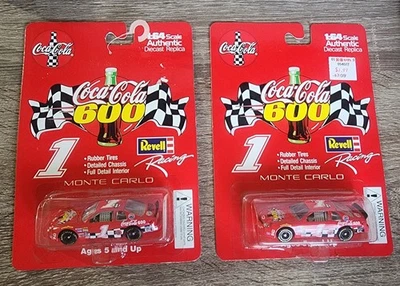 Coca-Cola
1:64 Scale
Authentic
Diecast Replica
Coca-Cola
600
1
Revell
Racing
• Rubber Tires
• Detailed Chassis
• Full Detail Interior
MONTE CARLO
1
WARNING
Ages 5 and Up
Coca-Cola
1:64 Scale
Authentic
Diecast Replica
Coca-Cola
600
1
Revell
Racing
• Rubber Tires
• Detailed Chassis
• Full Detail Interior
MONTE CARLO
1
WARNING